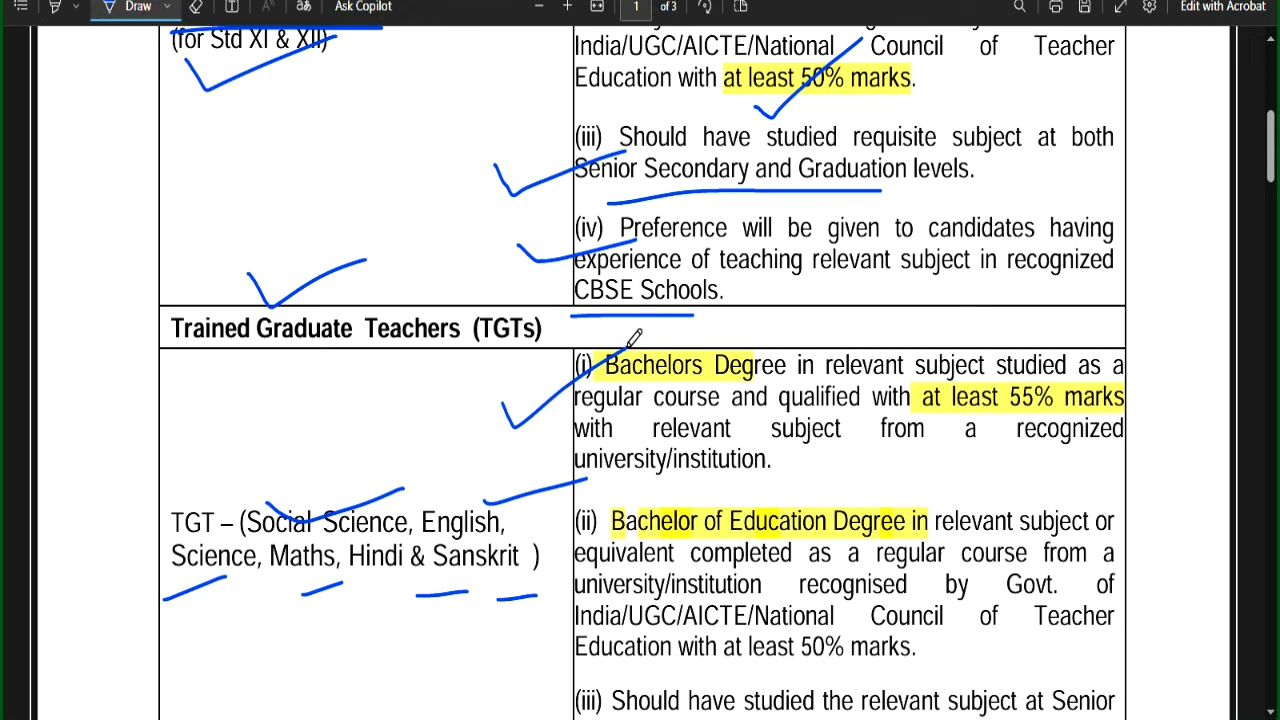 Draw
Ask Copilot
1 of 3
Edit with Acrobat
(for Std XI & XII)
India/UGC/AICTE/National Council of Teacher
Education with at least 50% marks.
(iii) Should have studied requisite subject at both
Senior Secondary and Graduation levels.
(iv) Preference will be given to candidates having
experience of teaching relevant subject in recognized
CBSE Schools.
Trained Graduate Teachers (TGTs)
TGT – (Social Science, English,
Science, Maths, Hindi & Sanskrit )
(i) Bachelors Degree in relevant subject studied as a
regular course and qualified with at least 55% marks
with relevant subject from a recognized
university/institution.
(ii) Bachelor of Education Degree in relevant subject or
equivalent completed as a regular course from a
university/institution recognised by Govt. of
India/UGC/AICTE/National Council of Teacher
Education with at least 50% marks.
(iii) Should have studied the relevant subject at Senior